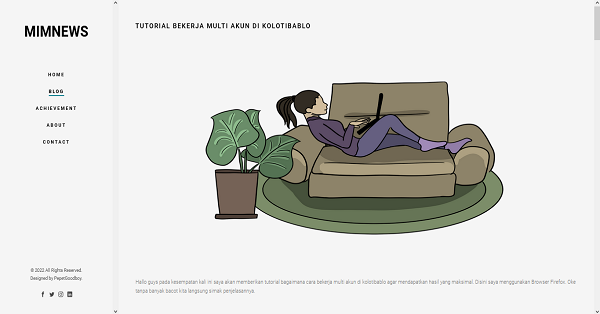 MIMNEWS
HOME
BLOG
ACHIEVEMENT
ABOUT
CONTACT
© 2022 All Rights Reserved.
Designed by PepetGoodboy.
TUTORIAL BEKERJA MULTI AKUN DI KOLOTIBABLO
Hallo guys pada kesempatan kali ini saya akan memberikan tutorial bagaimana cara bekerja multi akun di kolotibablo agar mendapatkan hasil yang maksimal. Disini saya menggunakan Browser Firefox. Oke
tanpa banyak bacot kita langsung simak penjelasannya.